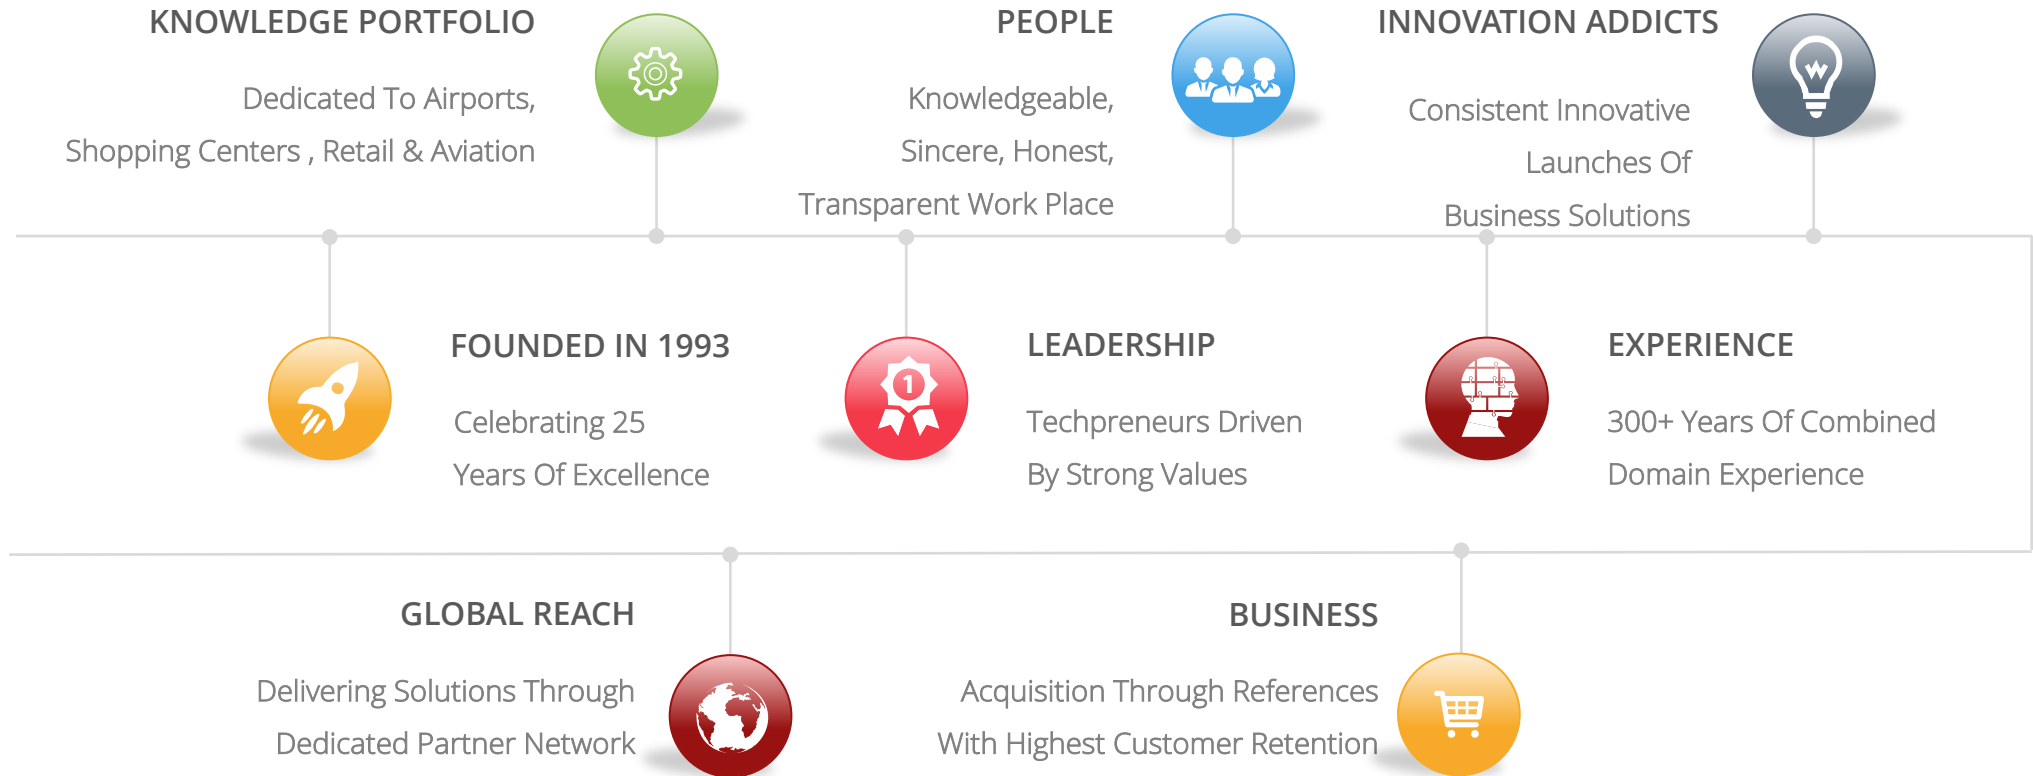 KNOWLEDGE PORTFOLIO
Dedicated To Airports,
Shopping Centers , Retail & Aviation
PEOPLE
Knowledgeable,
Sincere, Honest,
Transparent Work Place
INNOVATION ADDICTS
Consistent Innovative
Launches Of
Business Solutions
FOUNDED IN 1993
Celebrating 25
Years Of Excellence
1
LEADERSHIP
Techpreneurs Driven
By Strong Values
EXPERIENCE
300+ Years Of Combined
Domain Experience
GLOBAL REACH
Delivering Solutions Through
Dedicated Partner Network
BUSINESS
Acquisition Through References
With Highest Customer Retention